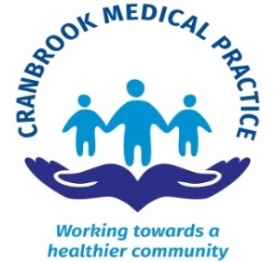 CRANBROOK MEDICAL PRACTICE
Working towards a
healthier community